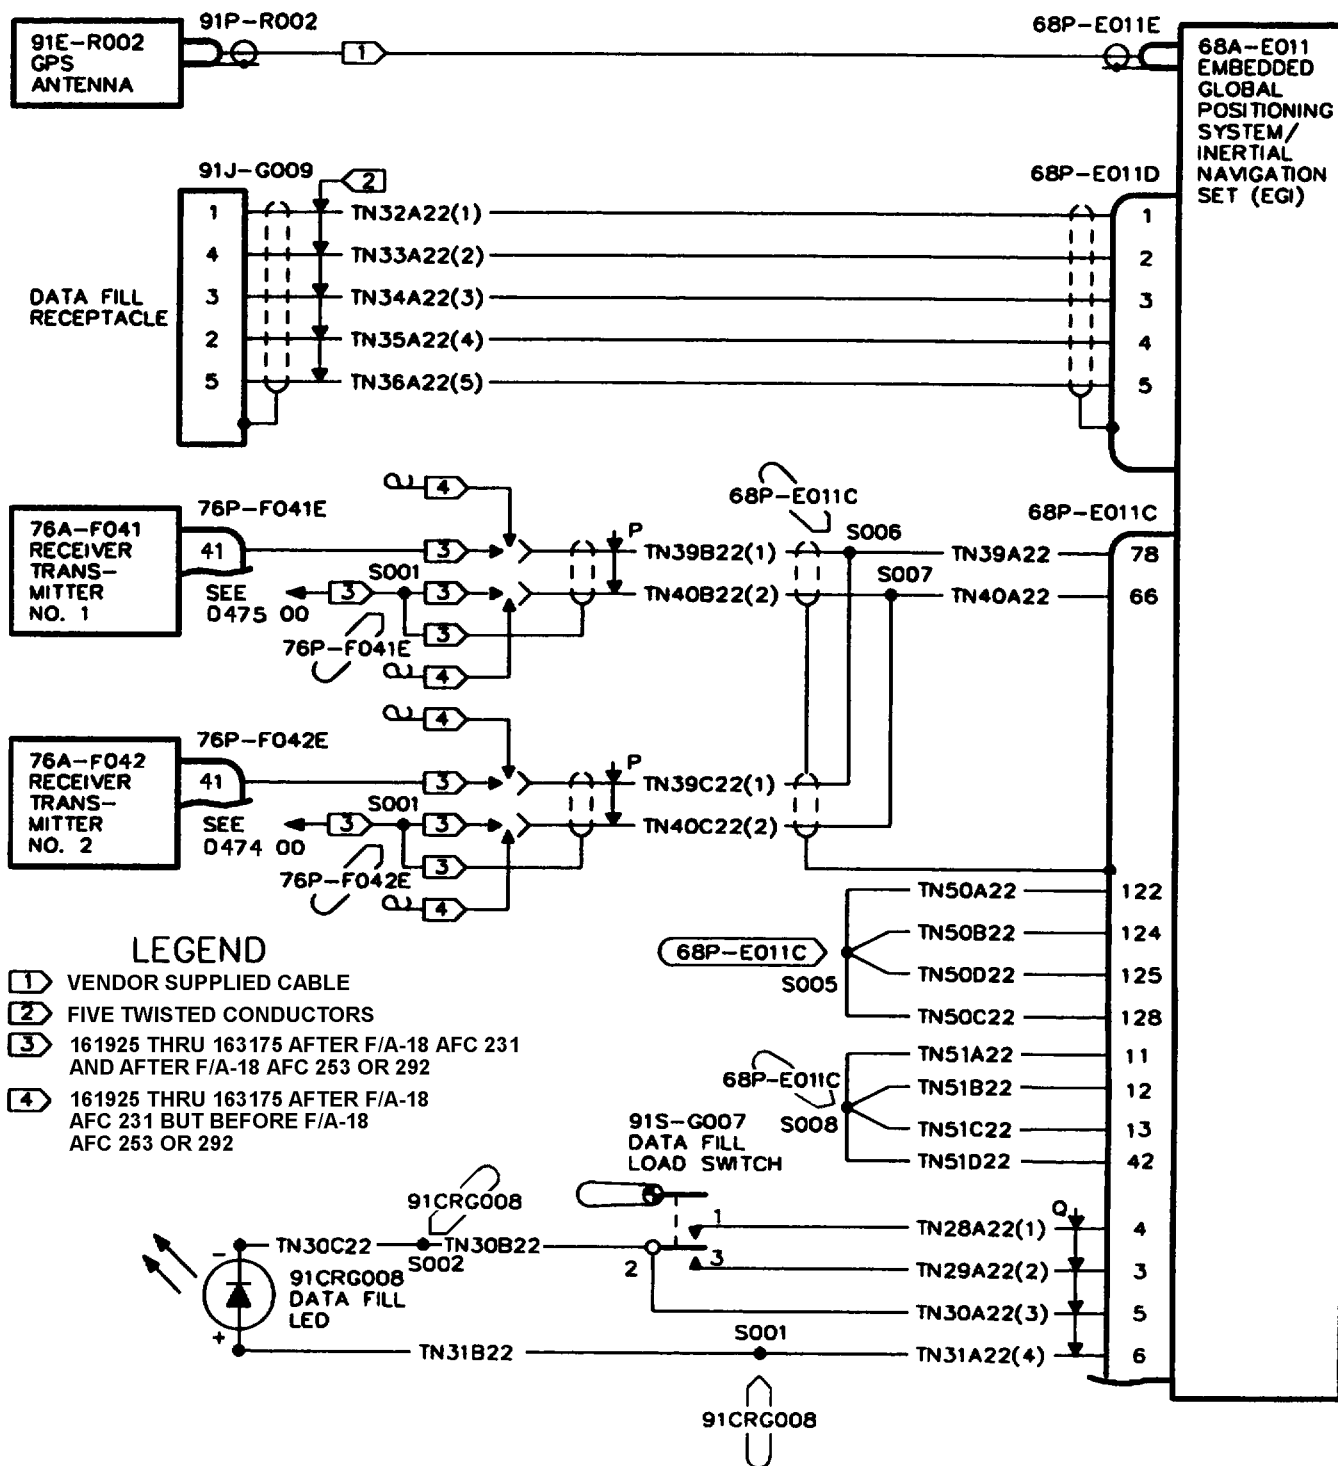 91P-R002
91E-R002
GPS
ANTENNA
1
68P-E011E
68A-E011
EMBEDDED
GLOBAL
POSITIONING
SYSTEM/
INERTIAL
NAVIGATION
SET (EGI)
91J-G009
2
68P-E011D
1 TN32A22(1) 1
4 TN33A22(2) 2
3 TN34A22(3) 3
2 TN35A22(4) 4
5 TN36A22(5) 5
DATA FILL
RECEPTACLE
4
68P-E011C
76P-F041E
68P-E011C
76A-F041
RECEIVER
TRANS-
MITTER
NO. 1
41
3
P
TN39B22(1)
S006
TN39A22
78
SEE
D475 00
3
S001
3
TN40B22(2)
S007
TN40A22
66
76P-F041E
3
4
4
76P-F042E
76A-F042
RECEIVER
TRANS-
MITTER
NO. 2
41
3
P
TN39C22(1)
SEE
D474 00
3
S001
3
TN40C22(2)
76P-F042E
3
4
TN50A22 122
TN50B22 124
68P-E011C
S005
TN50D22 125
TN50C22 128
LEGEND
1 VENDOR SUPPLIED CABLE
2 FIVE TWISTED CONDUCTORS
3 161925 THRU 163175 AFTER F/A-18 AFC 231
AND AFTER F/A-18 AFC 253 OR 292
4 161925 THRU 163175 AFTER F/A-18
AFC 231 BUT BEFORE F/A-18
AFC 253 OR 292
TN51A22 11
68P-E011C
TN51B22 12
S008
TN51C22 13
TN51D22 42
91S-G007
DATA FILL
LOAD SWITCH
91CRG008
Q
1 TN28A22(1) 4
- TN30C22 S002 TN30B22
2
3 TN29A22(2) 3
91CRG008
DATA FILL
LED
TN30A22(3) 5
+
TN31B22
S001
TN31A22(4) 6
91CRG008